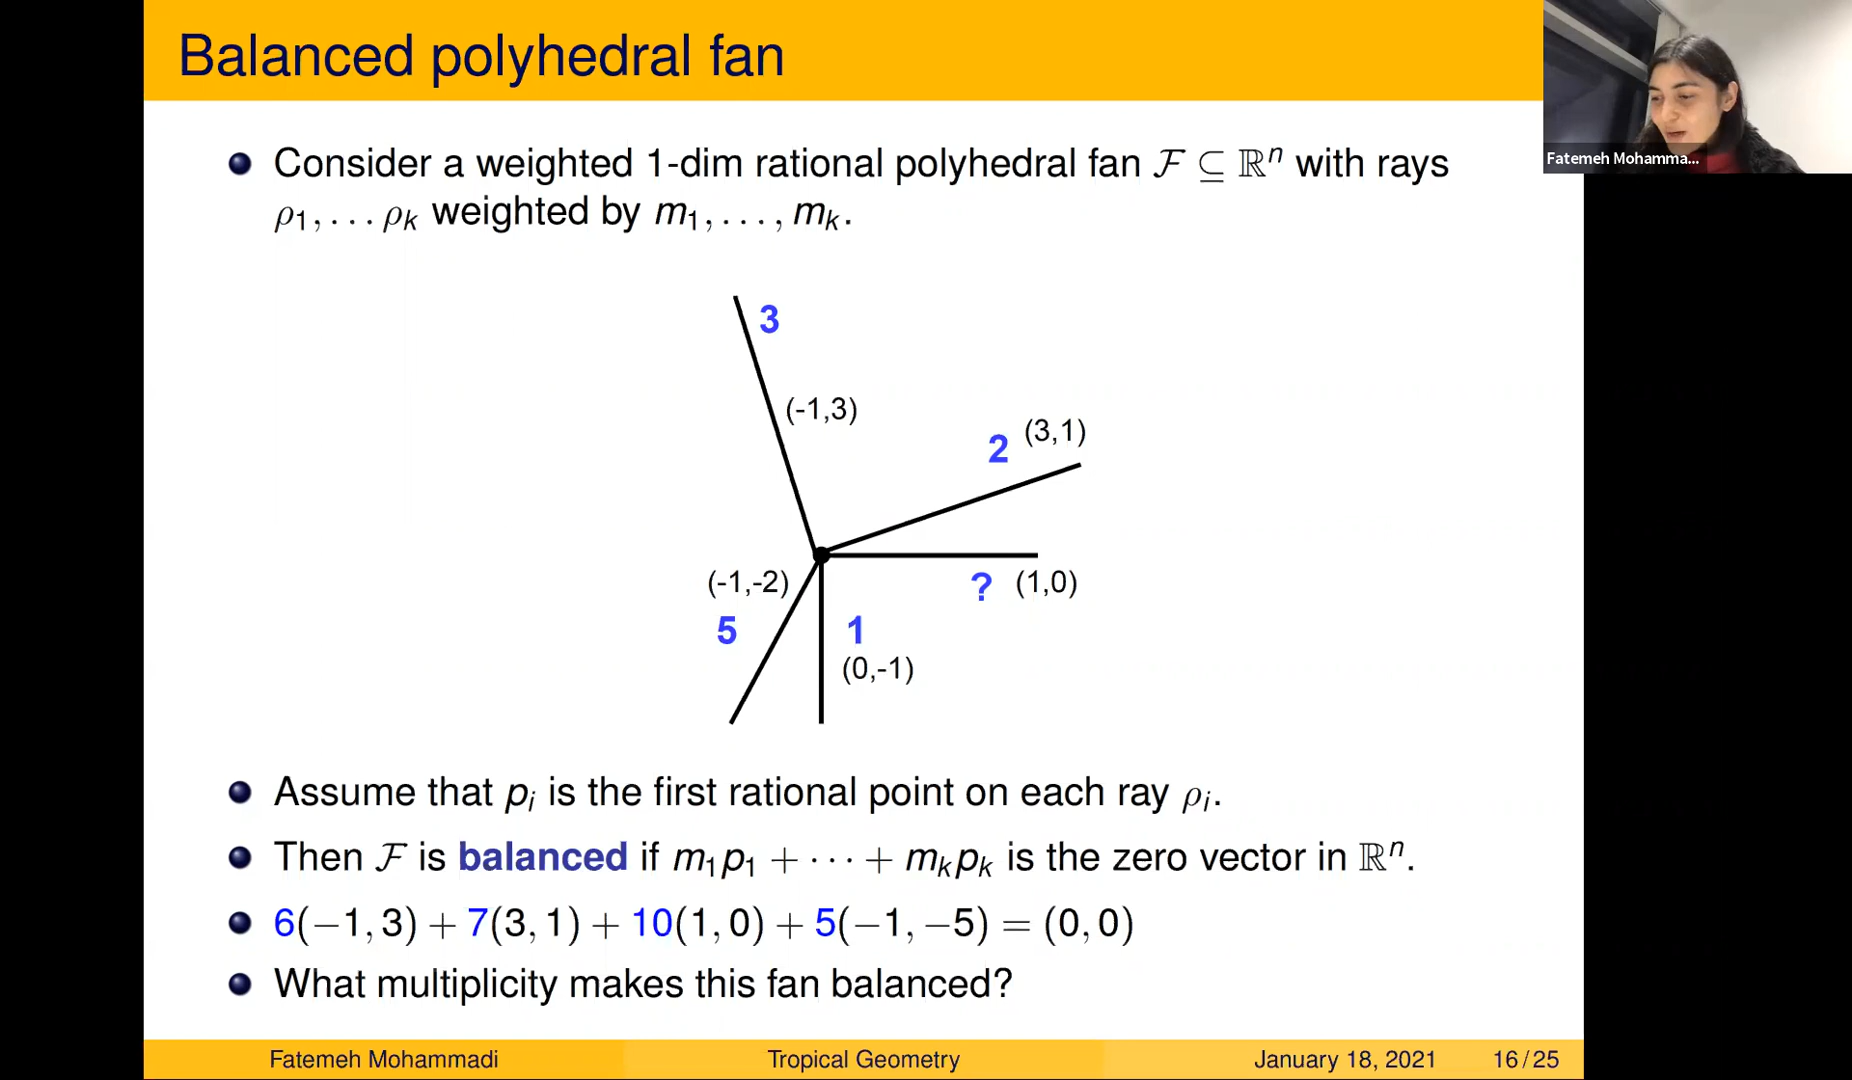 Balanced polyhedral fan
Fatemeh Mohamma...
Consider a weighted 1-dim rational polyhedral fan ℱ ⊆ ℝⁿ with rays
ρ₁, . . . ρₖ weighted by m₁, . . . , mₖ.
3
(-1,3)
2 (3,1)
(-1,-2)
? (1,0)
5
1
(0,-1)
Assume that pᵢ is the first rational point on each ray ρᵢ.
Then ℱ is balanced if m₁p₁ + ··· + mₖpₖ is the zero vector in ℝⁿ.
6(−1, 3) + 7(3, 1) + 10(1, 0) + 5(−1, −5) = (0, 0)
What multiplicity makes this fan balanced?
Fatemeh Mohammadi Tropical Geometry January 18, 2021 16 / 25